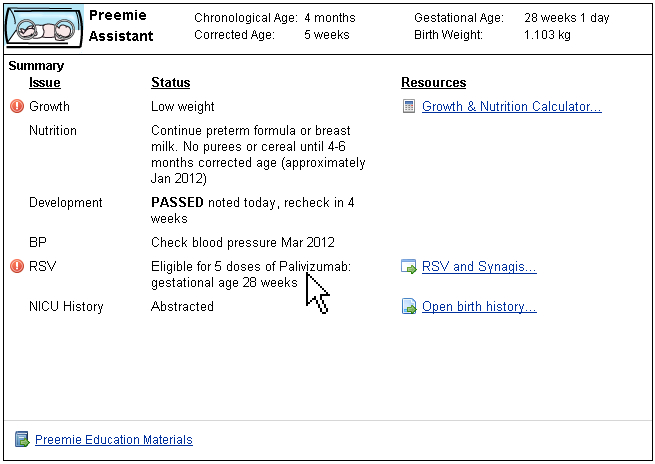 Preemie Assistant
Chronological Age: 4 months
Gestational Age: 28 weeks 1 day
Corrected Age: 5 weeks
Birth Weight: 1.103 kg
Summary
Issue Status Resources
Growth Low weight Growth & Nutrition Calculator...
Nutrition Continue preterm formula or breast
milk. No purees or cereal until 4-6
months corrected age (approximately
Jan 2012)
Development PASSED noted today, recheck in 4
weeks
BP Check blood pressure Mar 2012
RSV Eligible for 5 doses of Palivizumab: RSV and Synagis...
gestational age 28 weeks
NICU History Abstracted Open birth history...
Preemie Education Materials